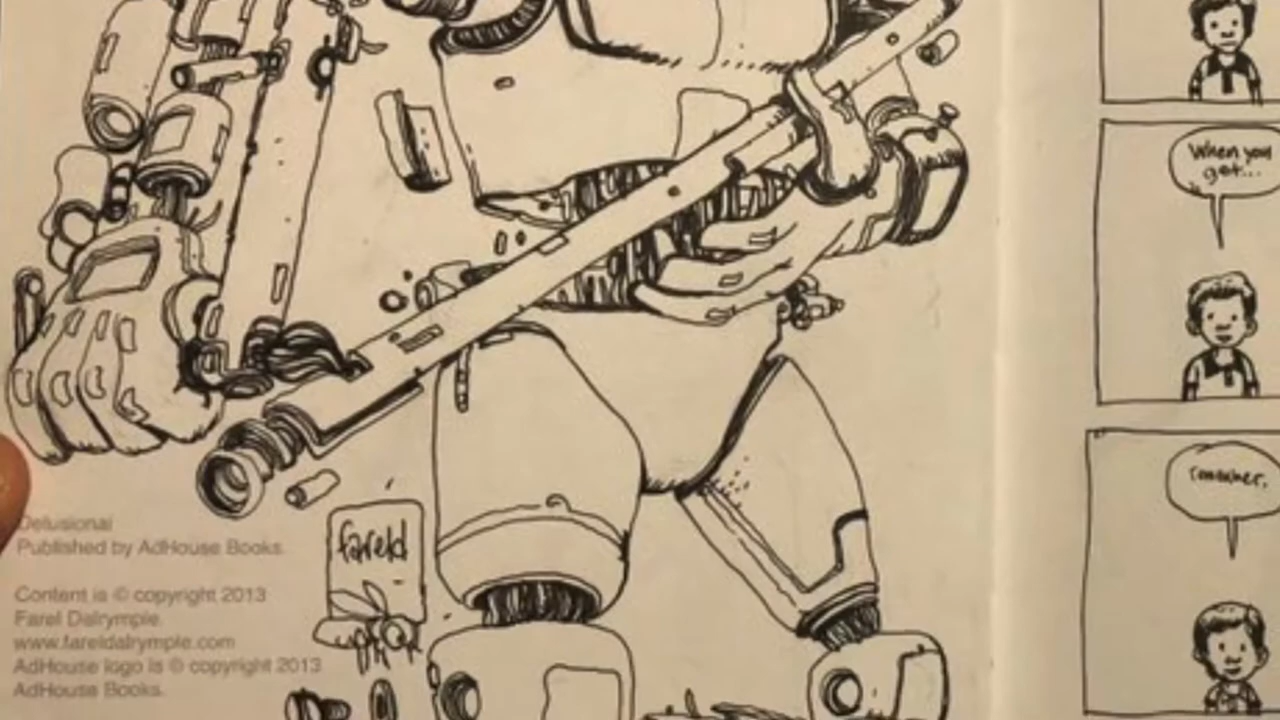 When you
get...
fareld
Delusional
Published by AdHouse Books.
Content is © copyright 2013
Farel Dalrymple.
www.fareldalrymple.com
AdHouse logo is © copyright 2013
AdHouse Books.